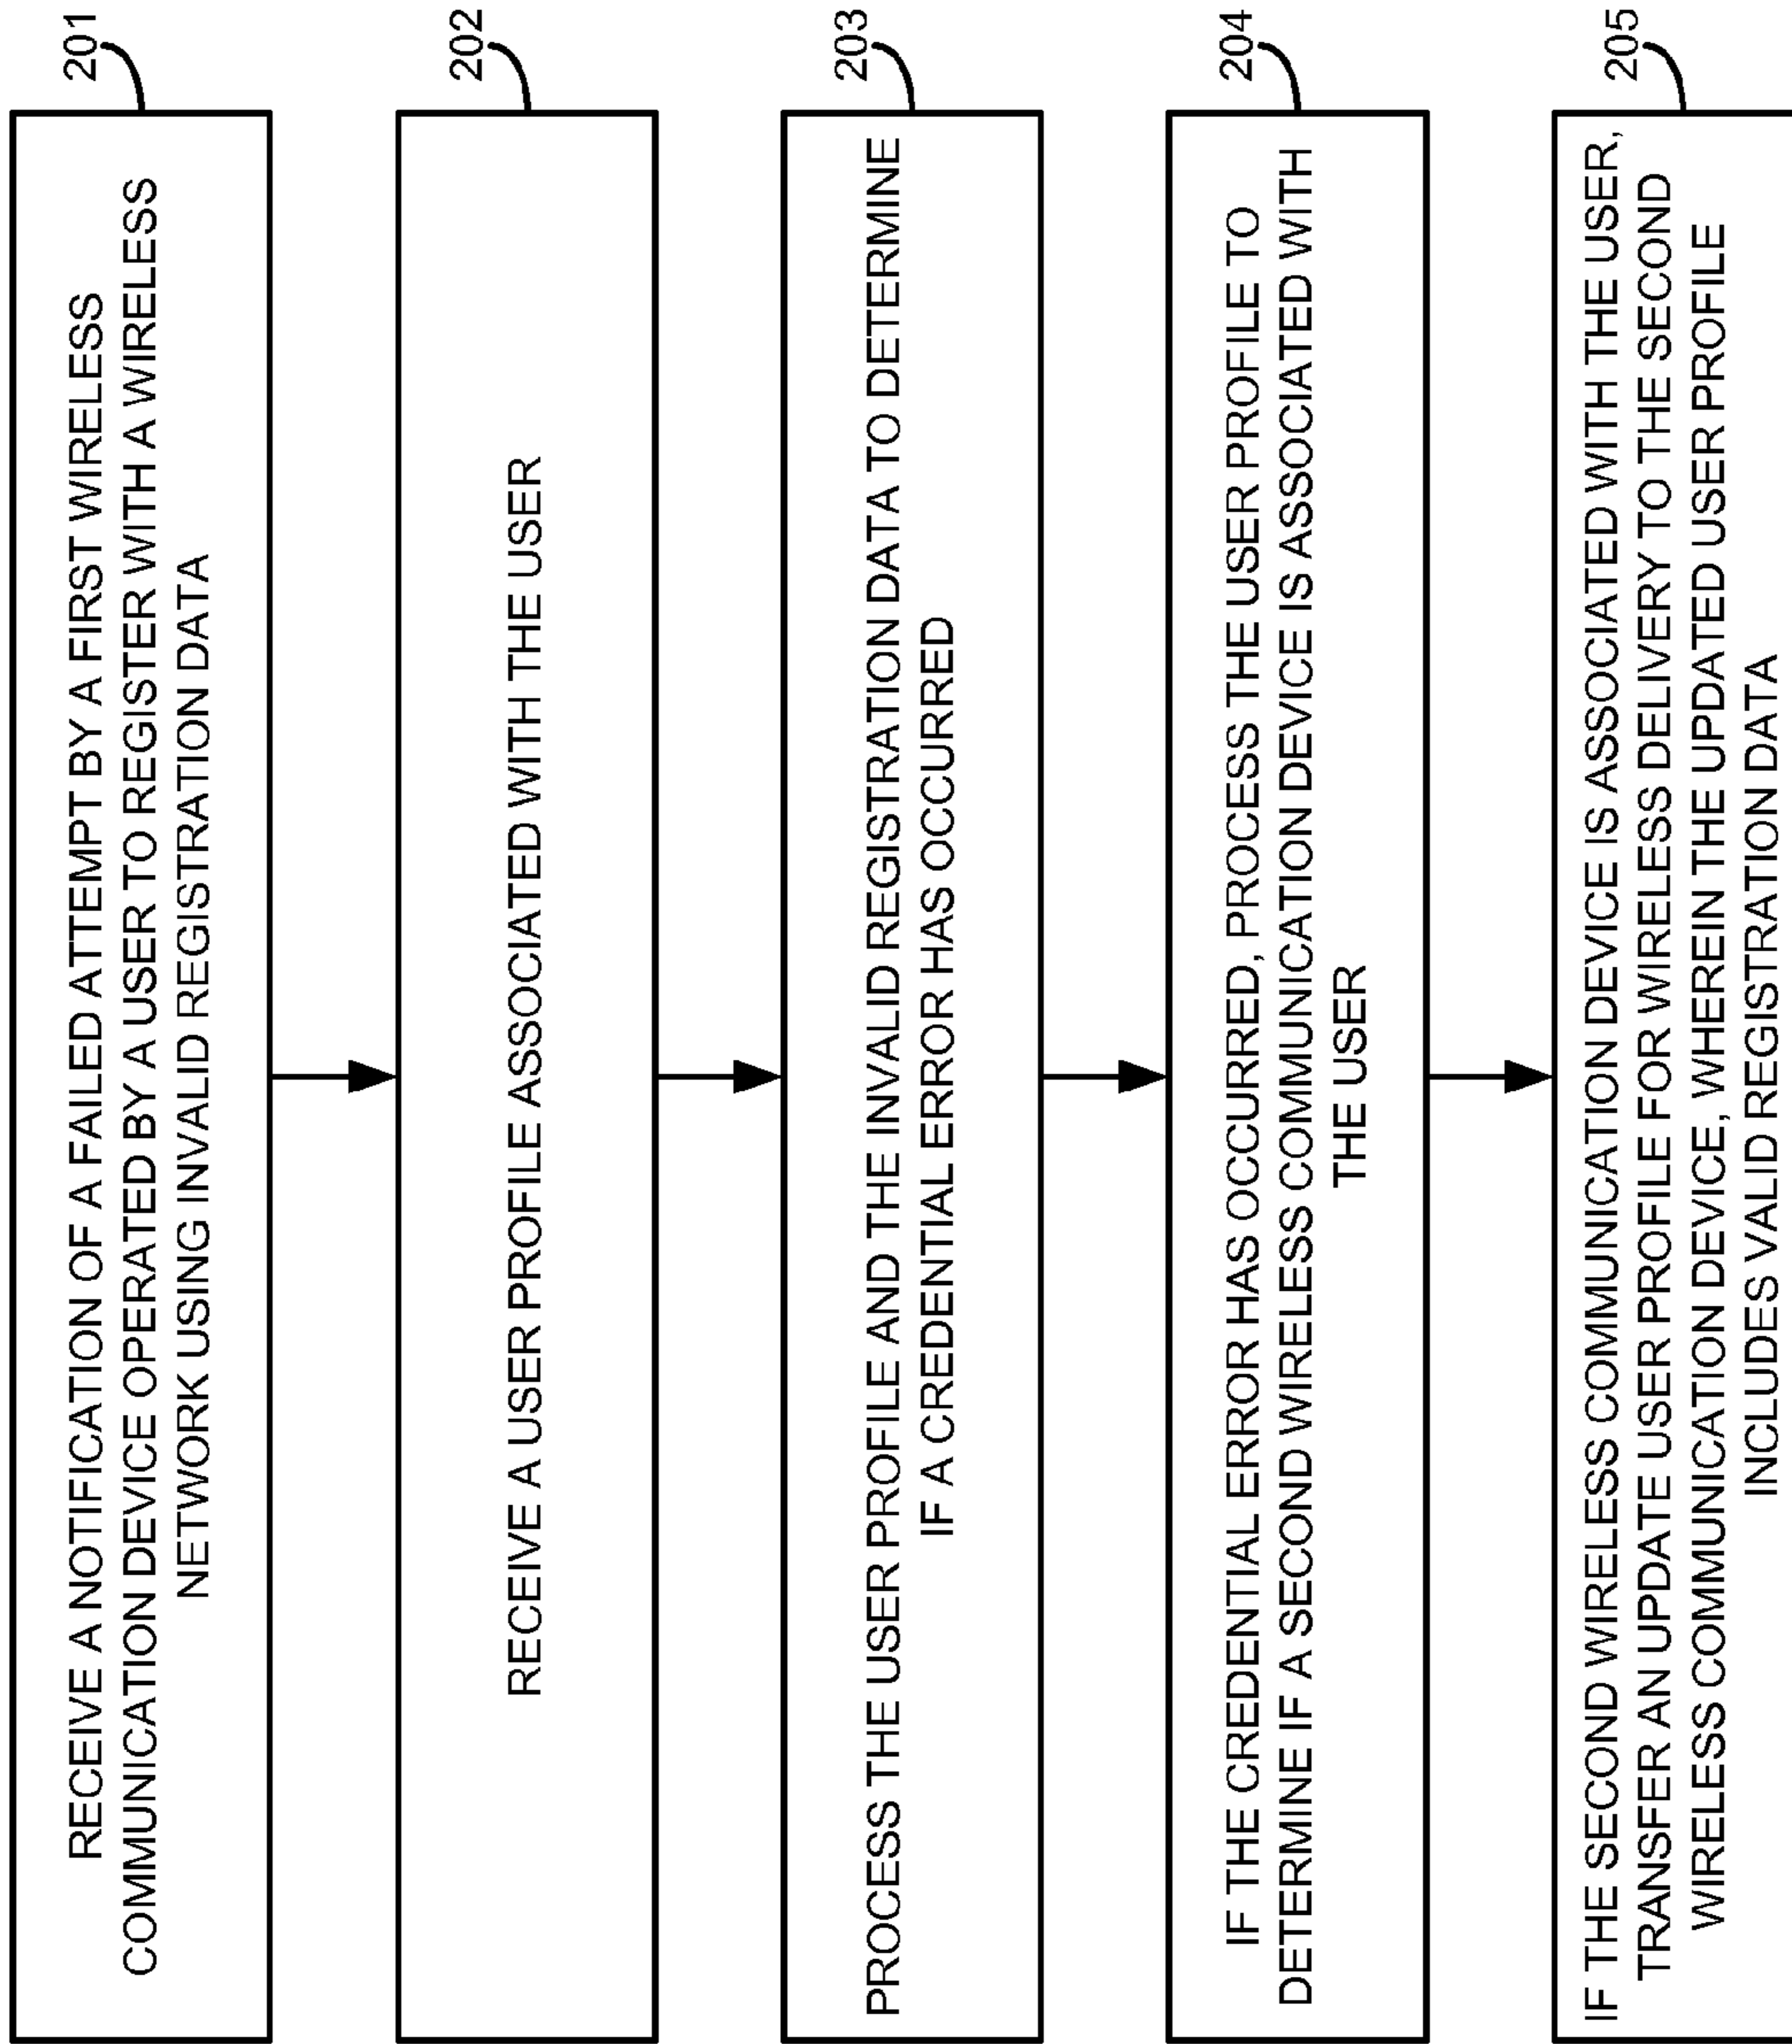 201
RECEIVE A NOTIFICATION OF A FAILED ATTEMPT BY A FIRST WIRELESS
COMMUNICATION DEVICE OPERATED BY A USER TO REGISTER WITH A WIRELESS
NETWORK USING INVALID REGISTRATION DATA
202
RECEIVE A USER PROFILE ASSOCIATED WITH THE USER
203
PROCESS THE USER PROFILE AND THE INVALID REGISTRATION DATA TO DETERMINE
IF A CREDENTIAL ERROR HAS OCCURRED
204
IF THE CREDENTIAL ERROR HAS OCCURRED, PROCESS THE USER PROFILE TO
DETERMINE IF A SECOND WIRELESS COMMUNICATION DEVICE IS ASSOCIATED WITH
THE USER
205
IF THE SECOND WIRELESS COMMUNICATION DEVICE IS ASSOCIATED WITH THE USER,
TRANSFER AN UPDATE USER PROFILE FOR WIRELESS DELIVERY TO THE SECOND
WIRELESS COMMUNICATION DEVICE, WHEREIN THE UPDATED USER PROFILE
INCLUDES VALID REGISTRATION DATA